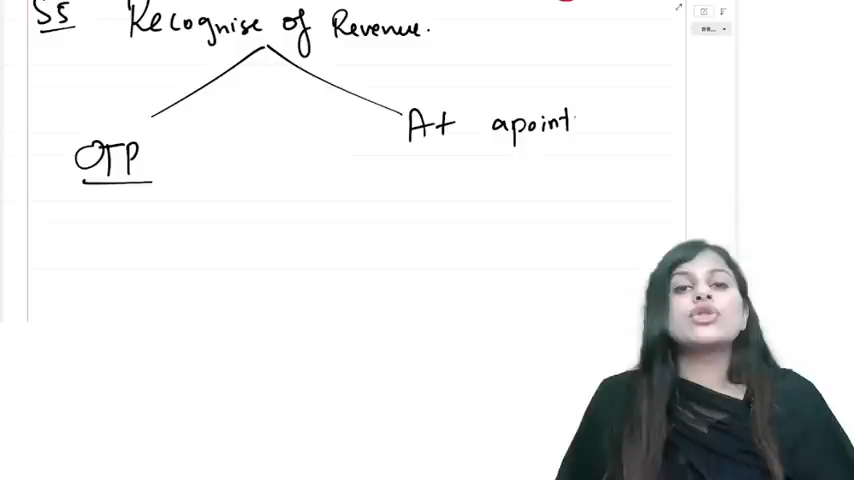 S5 Recognise of Revenue.
OTP
At apoint